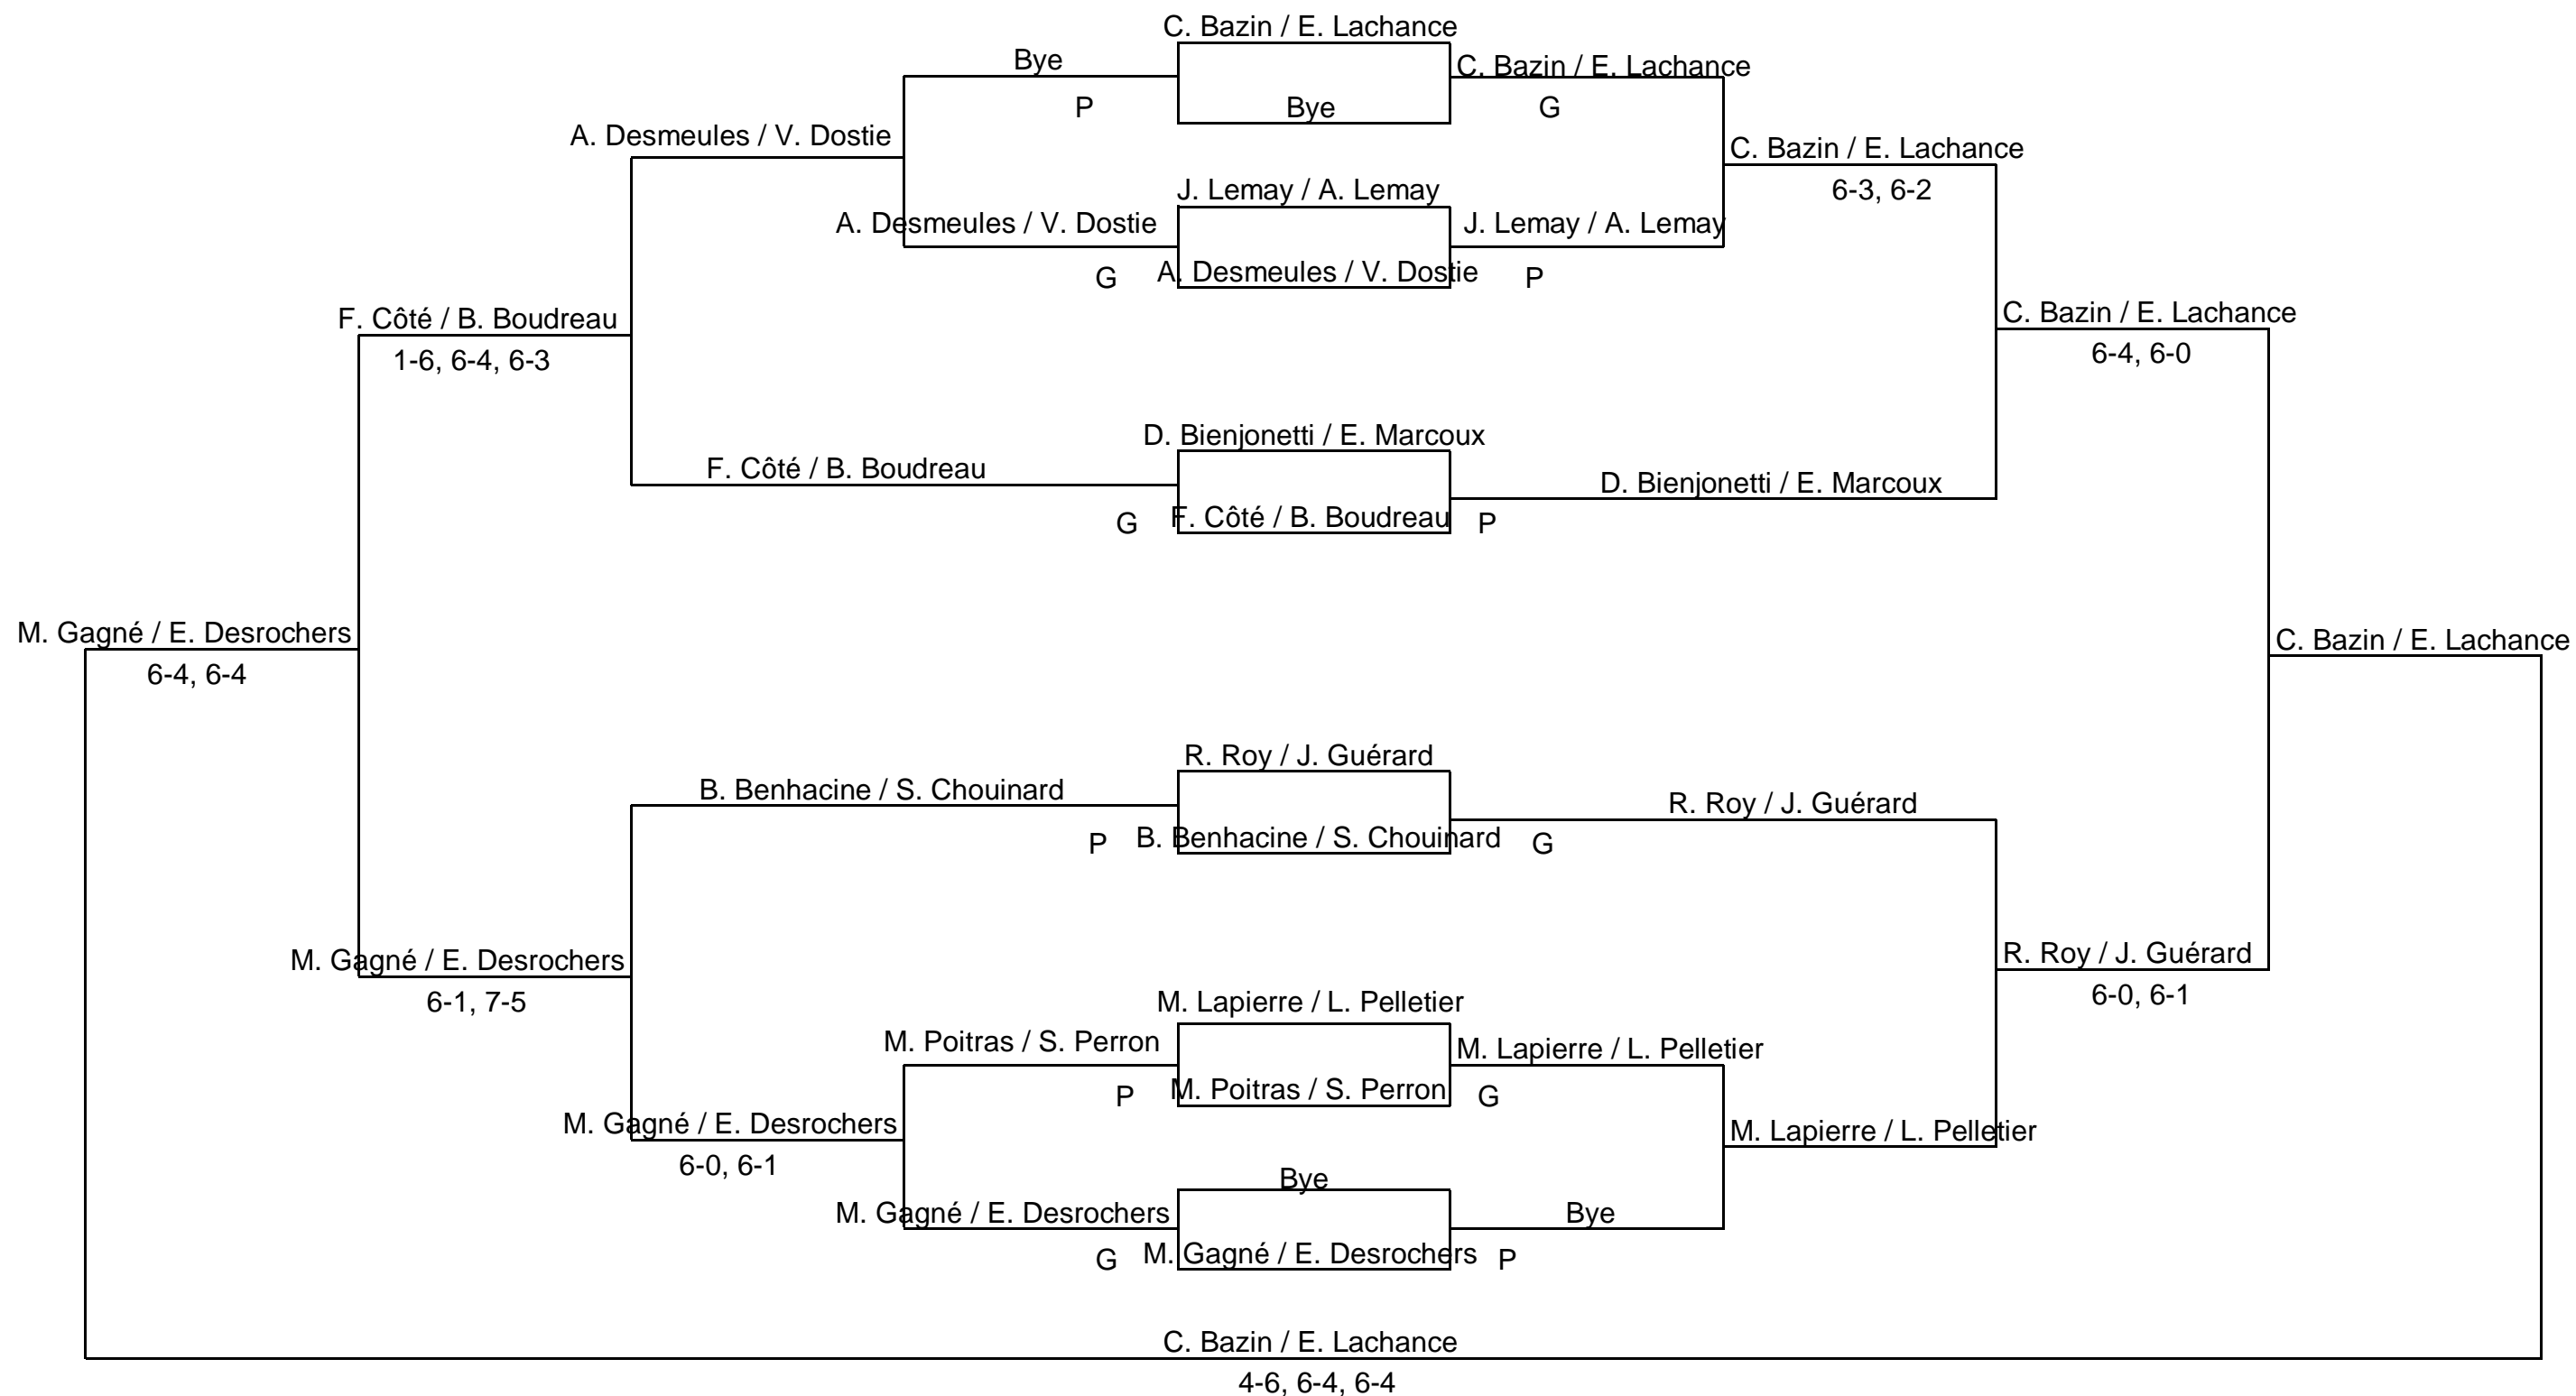 C. Bazin / E. Lachance
Bye
C. Bazin / E. Lachance
P
Bye
G
A. Desmeules / V. Dostie
C. Bazin / E. Lachance
J. Lemay / A. Lemay
6-3, 6-2
A. Desmeules / V. Dostie
J. Lemay / A. Lemay
G
A. Desmeules / V. Dostie
P
F. Côté / B. Boudreau
C. Bazin / E. Lachance
1-6, 6-4, 6-3
6-4, 6-0
D. Bienjonetti / E. Marcoux
F. Côté / B. Boudreau
D. Bienjonetti / E. Marcoux
G
F. Côté / B. Boudreau
P
M. Gagné / E. Desrochers
C. Bazin / E. Lachance
6-4, 6-4
R. Roy / J. Guérard
B. Benhacine / S. Chouinard
R. Roy / J. Guérard
P
B. Benhacine / S. Chouinard
G
M. Gagné / E. Desrochers
R. Roy / J. Guérard
6-1, 7-5
M. Lapierre / L. Pelletier
6-0, 6-1
M. Poitras / S. Perron
M. Lapierre / L. Pelletier
P
M. Poitras / S. Perron
G
M. Gagné / E. Desrochers
M. Lapierre / L. Pelletier
6-0, 6-1
Bye
M. Gagné / E. Desrochers
Bye
G
M. Gagné / E. Desrochers
P
C. Bazin / E. Lachance
4-6, 6-4, 6-4